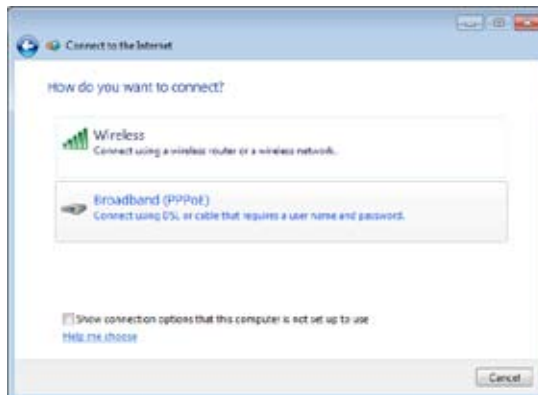 Connect to the Internet
How do you want to connect?
Wireless
Connect using a wireless router or a wireless network.
Broadband (PPPoE)
Connect using DSL or cable that requires a user name and password.
Show connection options that this computer is not set up to use
Help me choose
Cancel